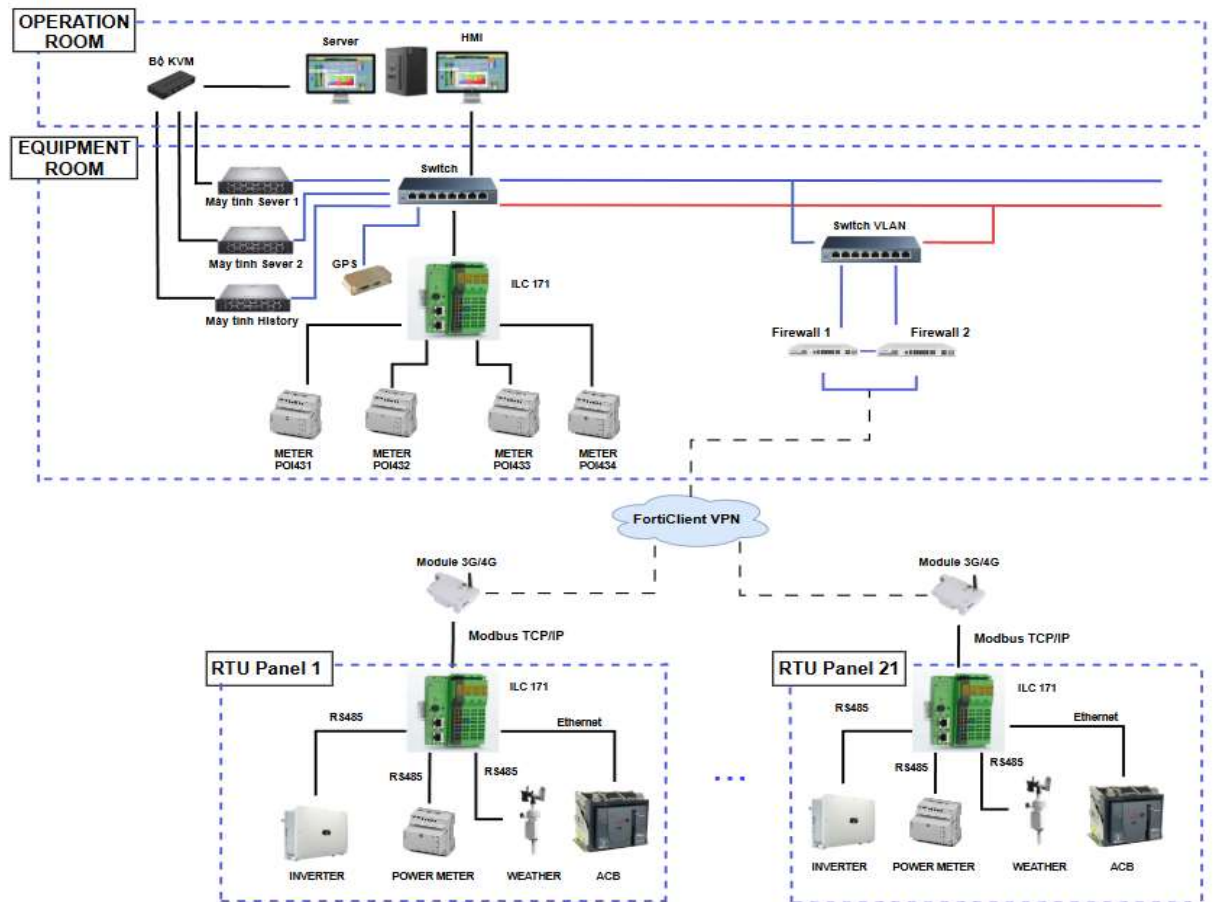 OPERATION
ROOM
Bộ KVM
Server
HMI
EQUIPMENT
ROOM
Switch
Máy tính Sever 1
Switch VLAN
Máy tính Sever 2
GPS
ILC 171
Máy tính History
Firewall 1
Firewall 2
METER
POI431
METER
POI432
METER
POI433
METER
POI434
FortiClient VPN
Module 3G/4G
Module 3G/4G
Modbus TCP/IP
Modbus TCP/IP
RTU Panel 1
ILC 171
RS485
Ethernet
RS485
RS485
INVERTER
POWER METER
WEATHER
ACB
...
RTU Panel 21
ILC 171
RS485
Ethernet
RS485
RS485
INVERTER
POWER METER
WEATHER
ACB